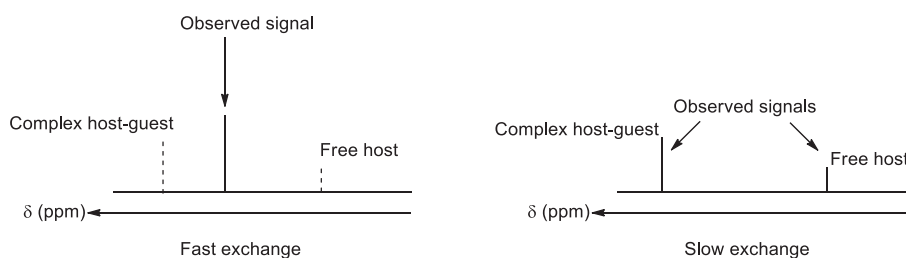 Observed signal
Complex host-guest
Free host
δ (ppm)
Fast exchange
Observed signals
Complex host-guest
Free host
δ (ppm)
Slow exchange